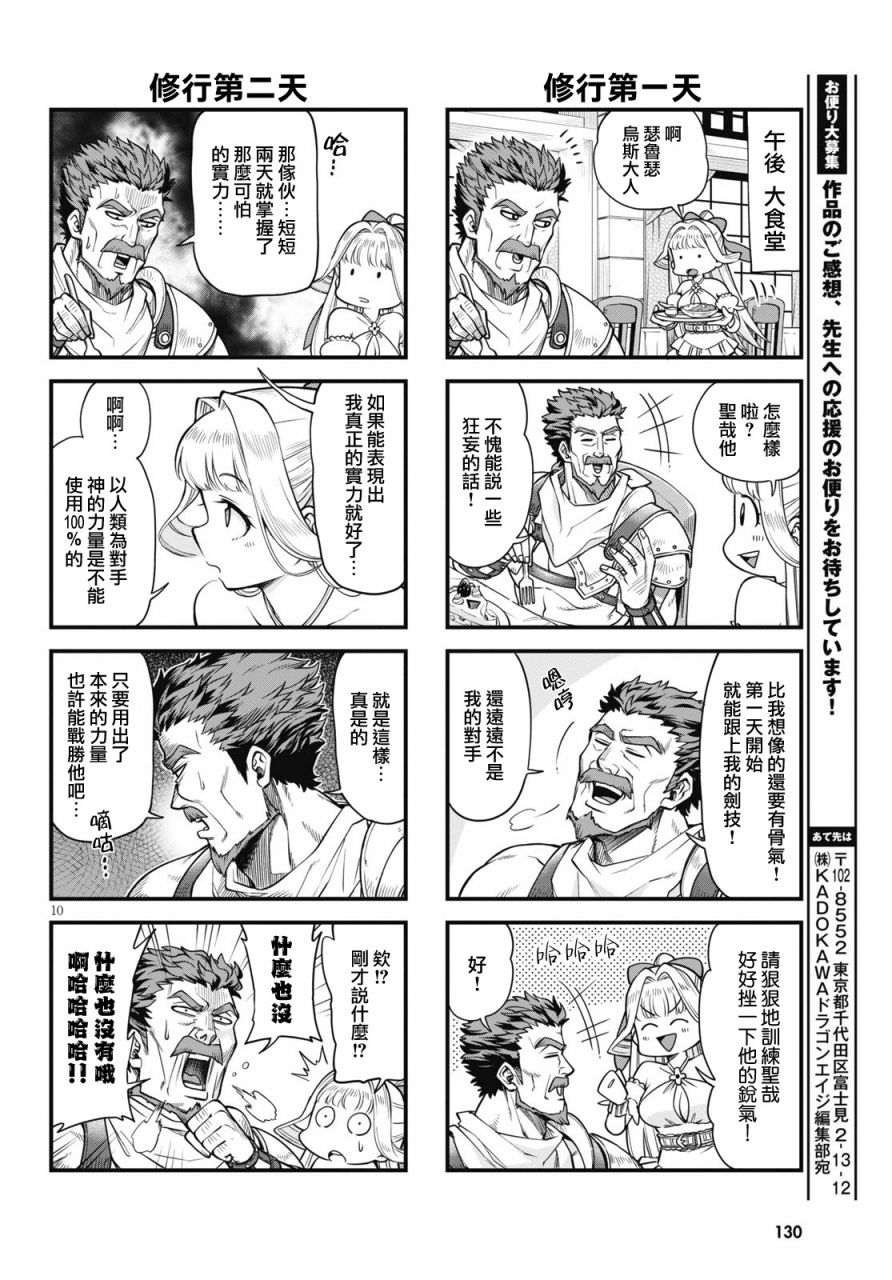 お便り大募集
作品のご感想、先生への応援のお便りをお待ちしています！
あて先は
〒102-8552 東京都千代田区富士見2-13-12
㈱KADOKAWAドラゴンエイジ編集部宛
修行第一天
午後 大食堂
啊
瑟魯瑟
烏斯大人
怎麼樣
啦？
聖哉他
不愧能説一些
狂妄的話！
比我想像的還要有骨氣！
第一天開始
就能跟上我的劍技！
嗯哼
還遠遠不是
我的對手
請狠狠地訓練聖哉
好好挫一下他的銳氣！
哈哈哈
好！
修行第二天
哈…
那傢伙…短短
兩天就掌握了
那麼可怕
的實力……
如果能表現出
我真正的實力就好了…
啊啊…
以人類為對手
神的力量是不能
使用100%的
就是這樣…
真是的
只要用出了
本來的力量
也許能戰勝他吧…
嘀咕…
欸!?
剛才説什麼!?
什麼也沒
什麼也沒有哦
啊哈哈哈哈!!
10
130